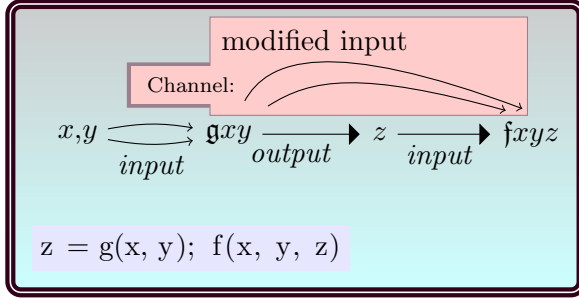 modified input
Channel:
x,y 𝔤xy z 𝔣xyz
input output input
z = g(x, y); f(x, y, z)